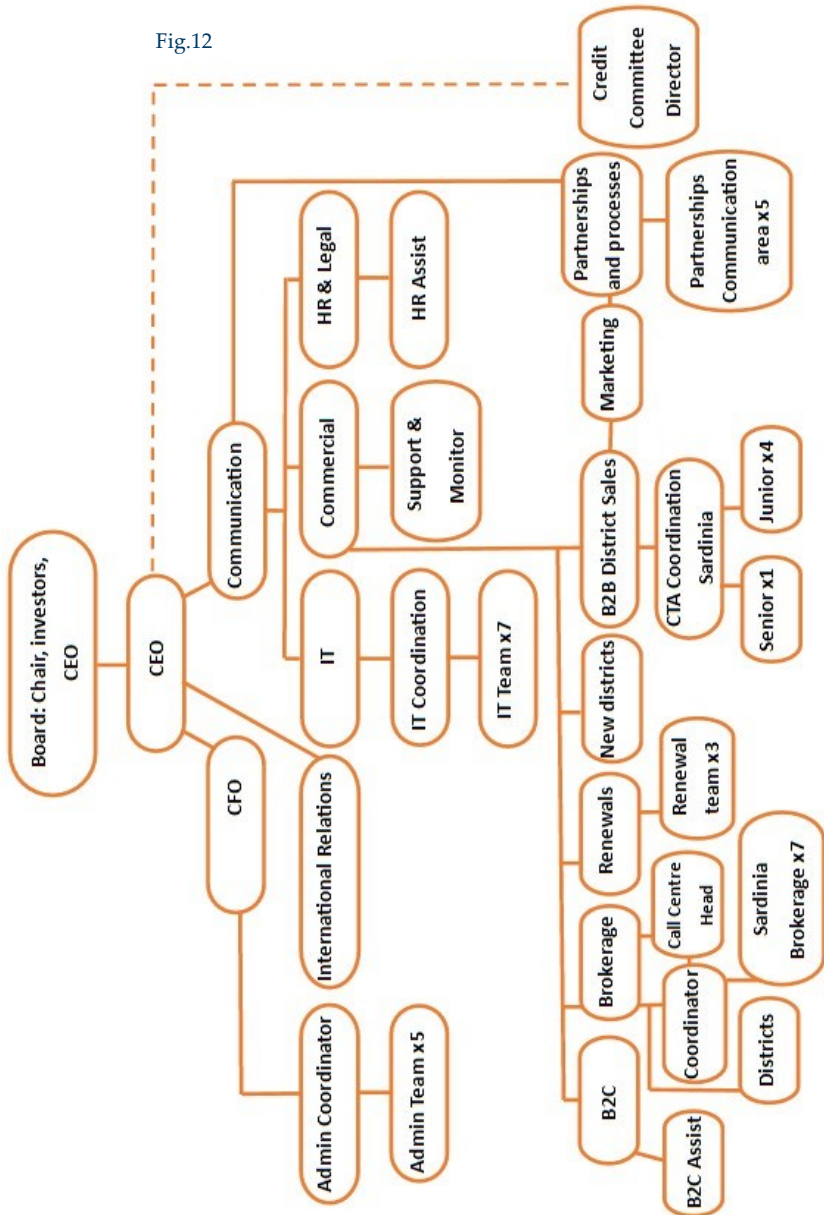 Fig.12
Board: Chair, investors,
CEO
CEO
CFO
Communication
Admin Coordinator
International Relations
IT
Commercial
HR & Legal
Admin Team x5
IT Coordination
Support &
Monitor
HR Assist
IT Team x7
B2C
Brokerage
Renewals
New districts
B2B District Sales
Marketing
Partnerships
and processes
Credit
Committee
Director
B2C Assist
Coordinator
Call Centre
Head
Renewal
team x3
CTA Coordination
Sardinia
Partnerships
Communication
area x5
Districts
Sardinia
Brokerage x7
Senior x1
Junior x4